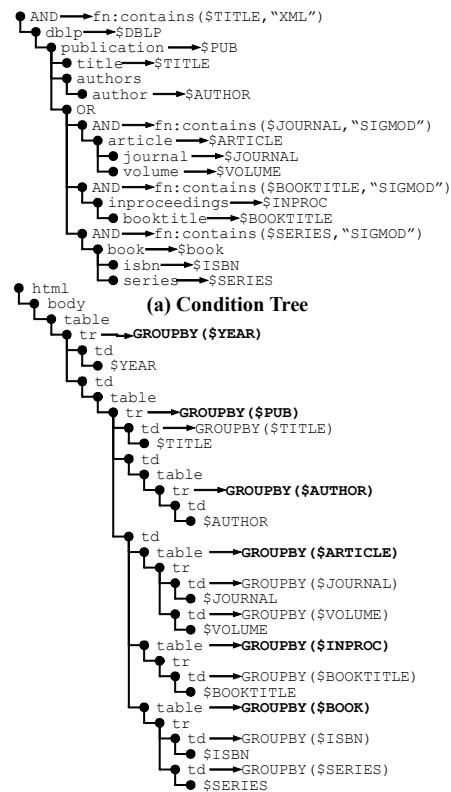 AND fn:contains($TITLE,“XML”)
dblp $DBLP
publication $PUB
title $TITLE
authors
author $AUTHOR
OR
AND fn:contains($JOURNAL,“SIGMOD”)
article $ARTICLE
journal $JOURNAL
volume $VOLUME
AND fn:contains($BOOKTITLE,“SIGMOD”)
inproceedings $INPROC
booktitle $BOOKTITLE
AND fn:contains($SERIES,“SIGMOD”)
book $book
isbn $ISBN
series $SERIES
(a) Condition Tree
html
body
table
tr GROUPBY($YEAR)
td
$YEAR
td
table
tr GROUPBY($PUB)
td GROUPBY($TITLE)
$TITLE
td
table
tr GROUPBY($AUTHOR)
td
$AUTHOR
td
table GROUPBY($ARTICLE)
tr
td GROUPBY($JOURNAL)
$JOURNAL
td GROUPBY($VOLUME)
$VOLUME
table GROUPBY($INPROC)
tr
td GROUPBY($BOOKTITLE)
$BOOKTITLE
table GROUPBY($BOOK)
tr
td GROUPBY($ISBN)
$ISBN
td GROUPBY($SERIES)
$SERIES